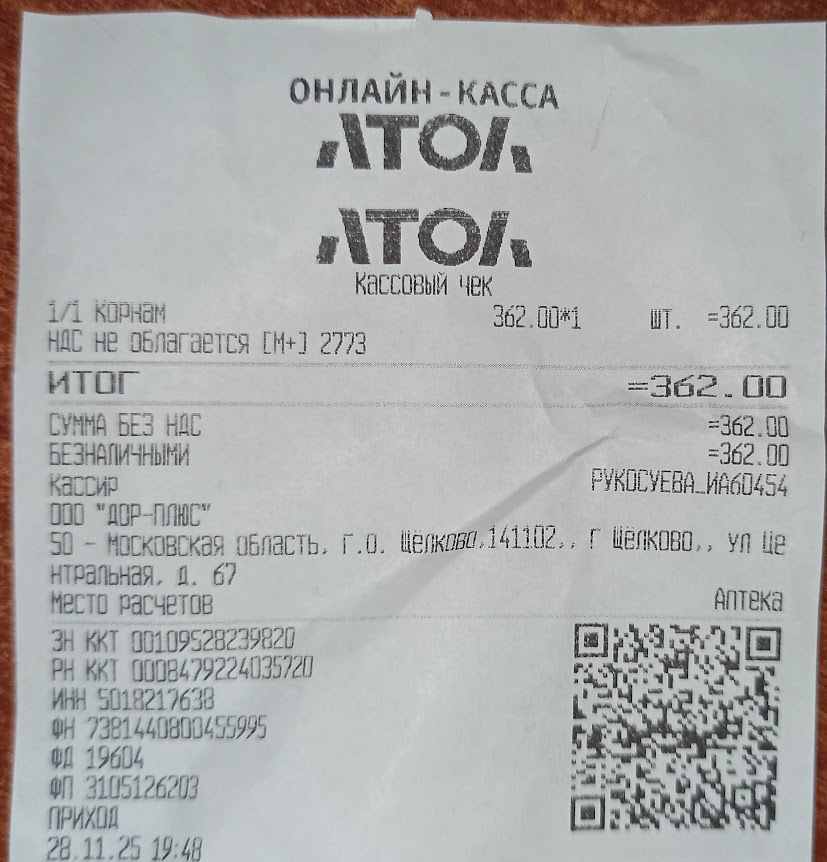 ОНЛАЙН-КАССА
АТОЛ
АТОЛ
Кассовый чек
1/1 Корнам 362.00*1 шт. =362.00
НДС не облагается [М+] 2773
ИТОГ =362.00
СУММА БЕЗ НДС =362.00
БЕЗНАЛИЧНЫМИ =362.00
Кассир РУКОСУЕВА_ИА60454
ООО "ДОР-ПЛЮС"
50 - Московская область, г.о. Щёлково,141102,, г Щёлково,, ул Це
нтральная, д. 67
Место расчетов Аптека
ЗН ККТ 00109528239820
РН ККТ 0008479224035720
ИНН 5018217638
ФН 7381440800455995
ФД 19604
ФП 3105126203
ПРИХОД
28.11.25 19:48